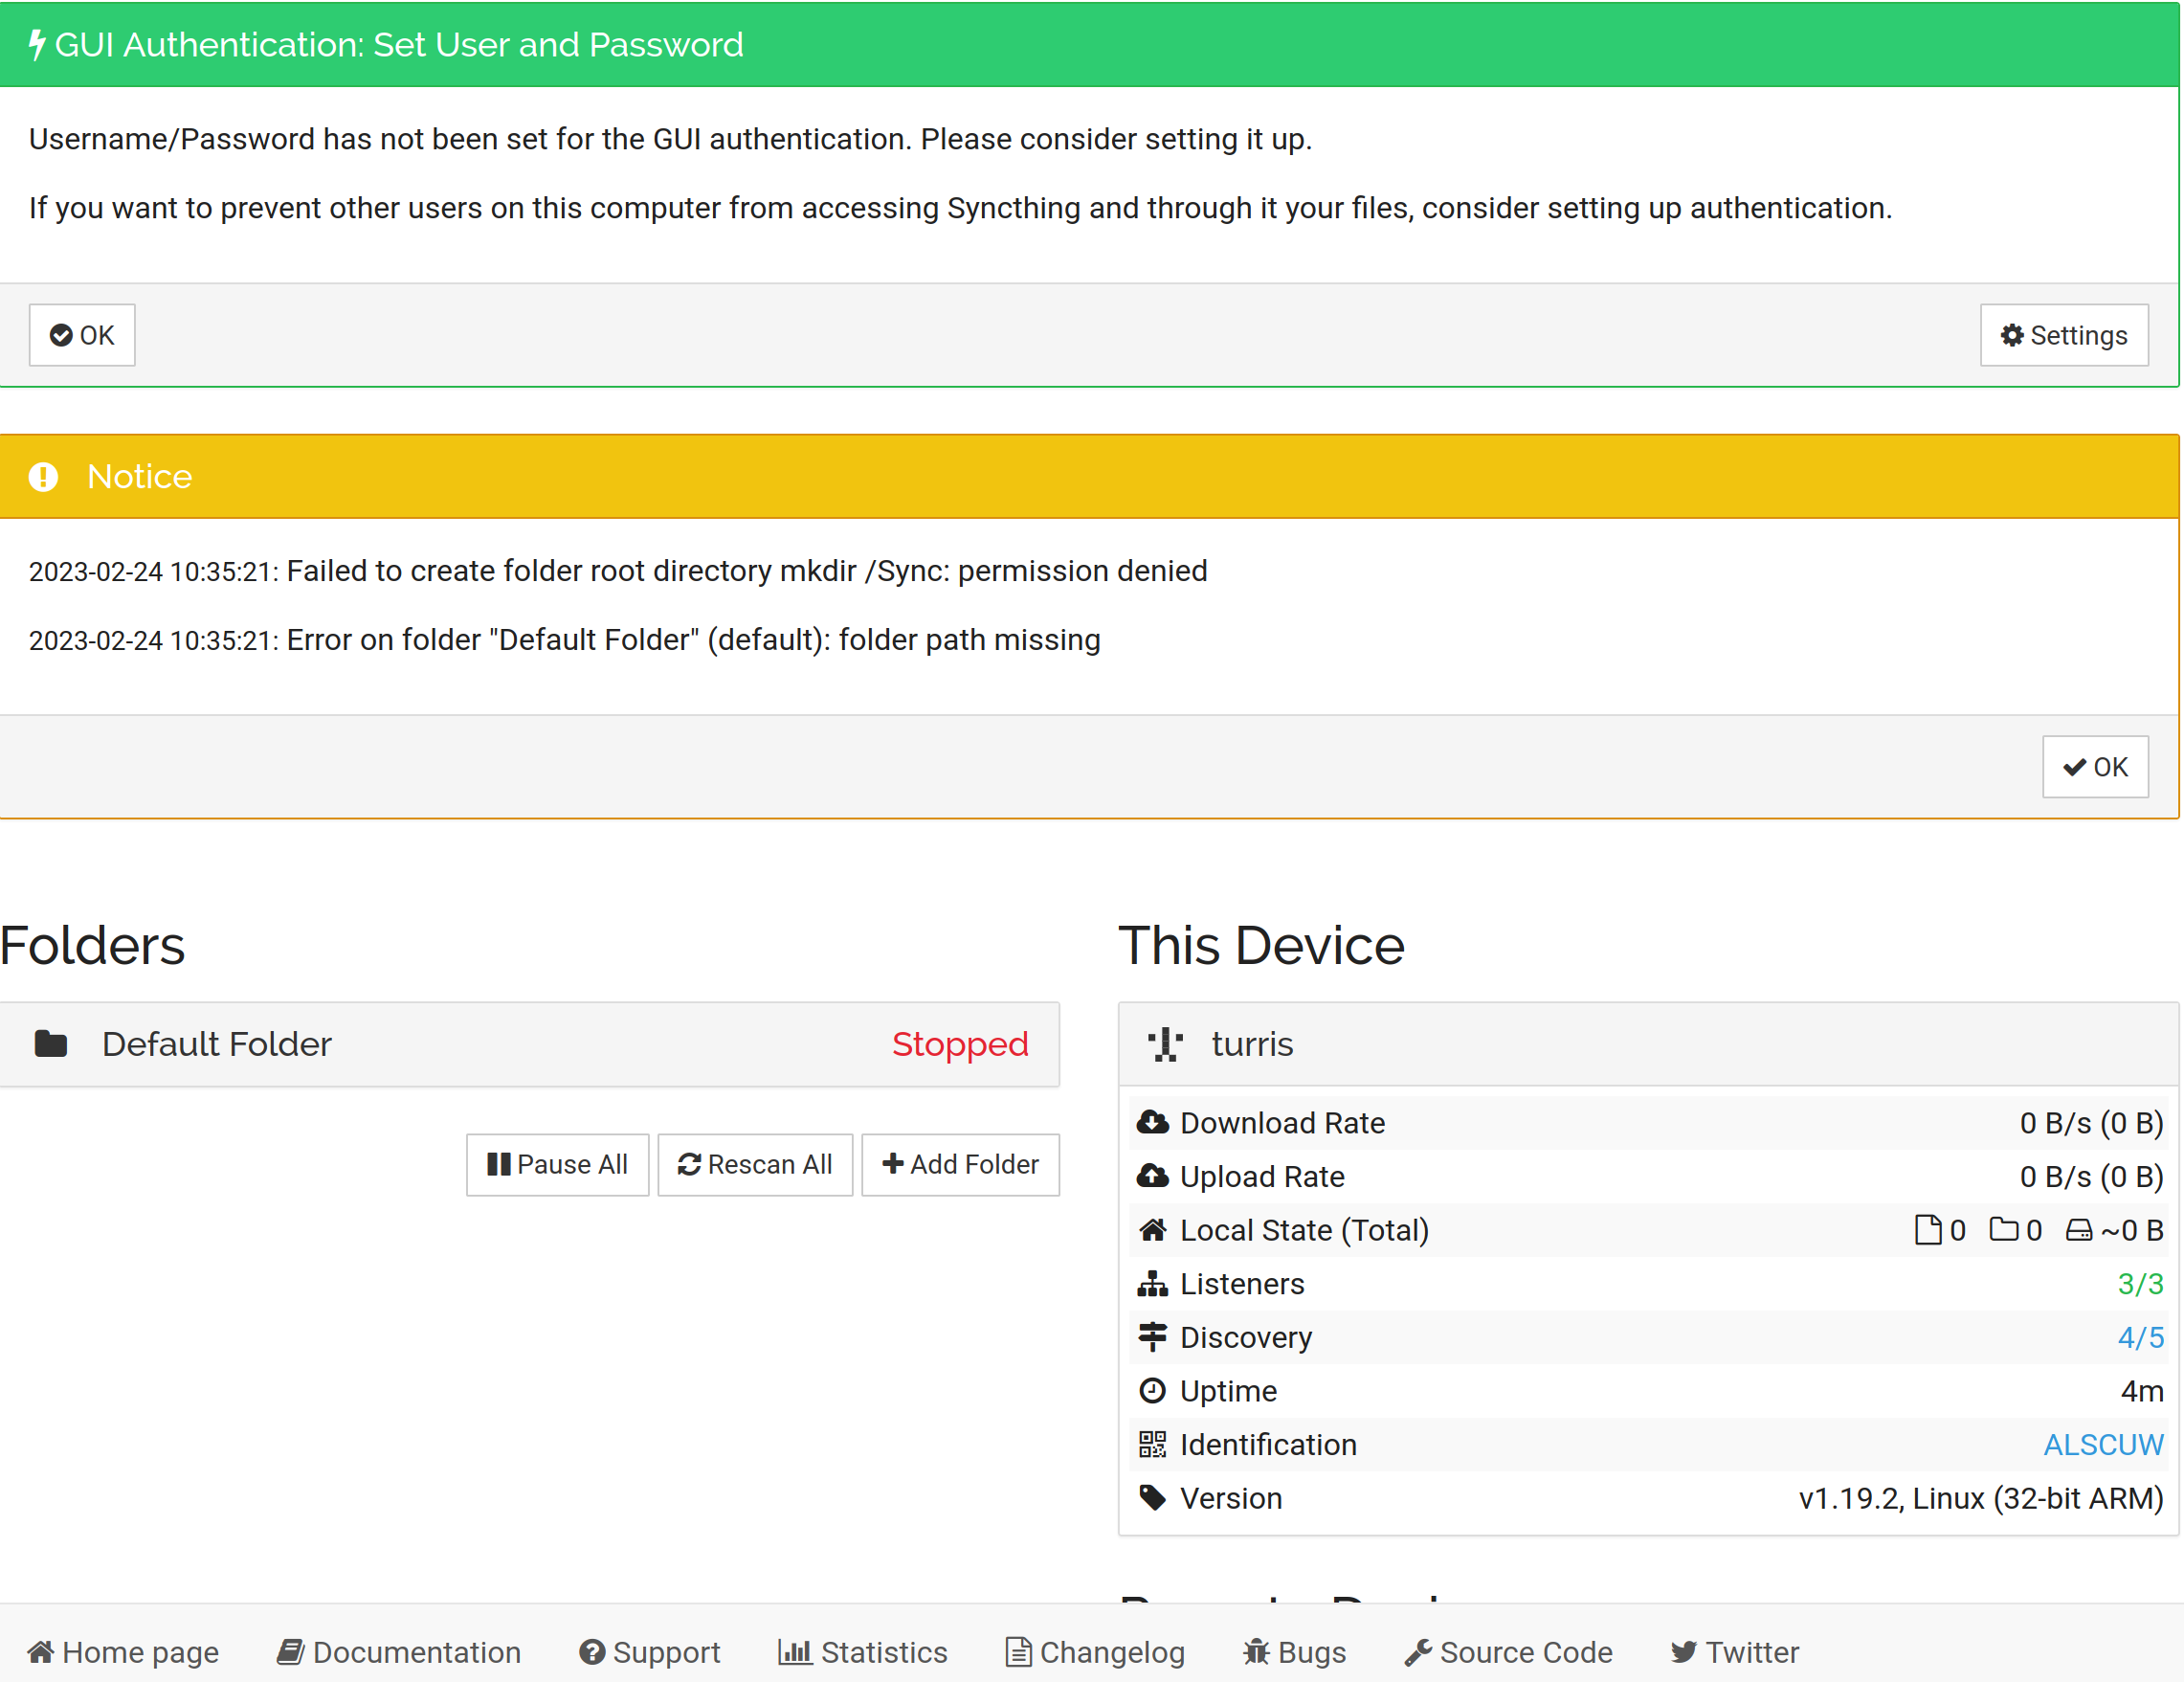 GUI Authentication: Set User and Password
Username/Password has not been set for the GUI authentication. Please consider setting it up.
If you want to prevent other users on this computer from accessing Syncthing and through it your files, consider setting up authentication.
OK
Settings
Notice
2023-02-24 10:35:21: Failed to create folder root directory mkdir /Sync: permission denied
2023-02-24 10:35:21: Error on folder "Default Folder" (default): folder path missing
OK
Folders
Default Folder Stopped
Pause All Rescan All Add Folder
This Device
turris
Download Rate 0 B/s (0 B)
Upload Rate 0 B/s (0 B)
Local State (Total) 0 0 ~0 B
Listeners 3/3
Discovery 4/5
Uptime 4m
Identification ALSCUW
Version v1.19.2, Linux (32-bit ARM)
Home page Documentation Support Statistics Changelog Bugs Source Code Twitter